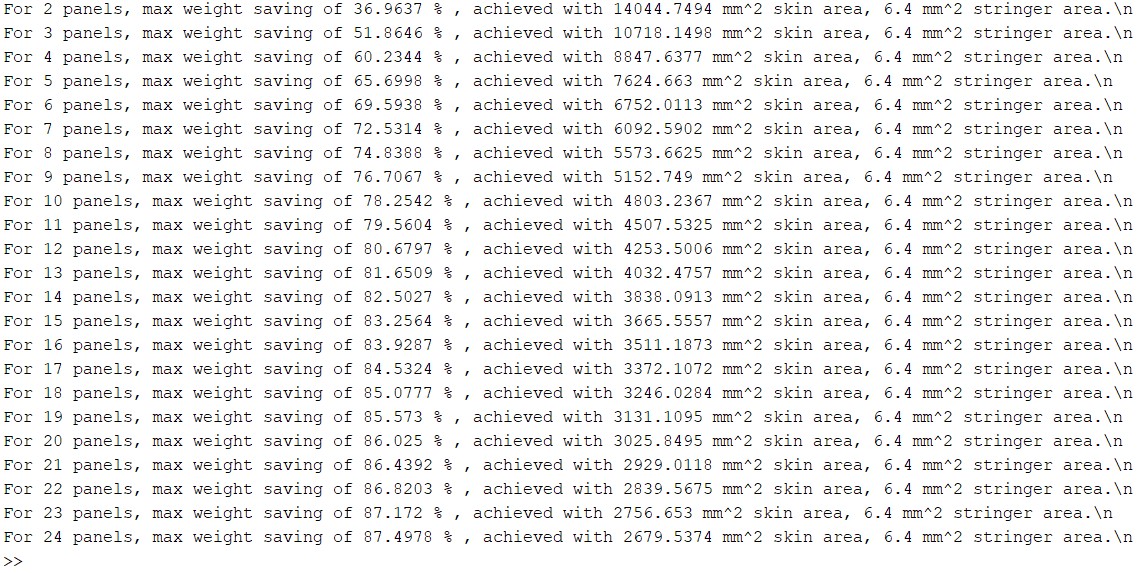 For 2 panels, max weight saving of 36.9637 % , achieved with 14044.7494 mm^2 skin area, 6.4 mm^2 stringer area.\n
For 3 panels, max weight saving of 51.8646 % , achieved with 10718.1498 mm^2 skin area, 6.4 mm^2 stringer area.\n
For 4 panels, max weight saving of 60.2344 % , achieved with 8847.6377 mm^2 skin area, 6.4 mm^2 stringer area.\n
For 5 panels, max weight saving of 65.6998 % , achieved with 7624.663 mm^2 skin area, 6.4 mm^2 stringer area.\n
For 6 panels, max weight saving of 69.5938 % , achieved with 6752.0113 mm^2 skin area, 6.4 mm^2 stringer area.\n
For 7 panels, max weight saving of 72.5314 % , achieved with 6092.5902 mm^2 skin area, 6.4 mm^2 stringer area.\n
For 8 panels, max weight saving of 74.8388 % , achieved with 5573.6625 mm^2 skin area, 6.4 mm^2 stringer area.\n
For 9 panels, max weight saving of 76.7067 % , achieved with 5152.749 mm^2 skin area, 6.4 mm^2 stringer area.\n
For 10 panels, max weight saving of 78.2542 % , achieved with 4803.2367 mm^2 skin area, 6.4 mm^2 stringer area.\n
For 11 panels, max weight saving of 79.5604 % , achieved with 4507.5325 mm^2 skin area, 6.4 mm^2 stringer area.\n
For 12 panels, max weight saving of 80.6797 % , achieved with 4253.5006 mm^2 skin area, 6.4 mm^2 stringer area.\n
For 13 panels, max weight saving of 81.6509 % , achieved with 4032.4757 mm^2 skin area, 6.4 mm^2 stringer area.\n
For 14 panels, max weight saving of 82.5027 % , achieved with 3838.0913 mm^2 skin area, 6.4 mm^2 stringer area.\n
For 15 panels, max weight saving of 83.2564 % , achieved with 3665.5557 mm^2 skin area, 6.4 mm^2 stringer area.\n
For 16 panels, max weight saving of 83.9287 % , achieved with 3511.1873 mm^2 skin area, 6.4 mm^2 stringer area.\n
For 17 panels, max weight saving of 84.5324 % , achieved with 3372.1072 mm^2 skin area, 6.4 mm^2 stringer area.\n
For 18 panels, max weight saving of 85.0777 % , achieved with 3246.0284 mm^2 skin area, 6.4 mm^2 stringer area.\n
For 19 panels, max weight saving of 85.573 % , achieved with 3131.1095 mm^2 skin area, 6.4 mm^2 stringer area.\n
For 20 panels, max weight saving of 86.025 % , achieved with 3025.8495 mm^2 skin area, 6.4 mm^2 stringer area.\n
For 21 panels, max weight saving of 86.4392 % , achieved with 2929.0118 mm^2 skin area, 6.4 mm^2 stringer area.\n
For 22 panels, max weight saving of 86.8203 % , achieved with 2839.5675 mm^2 skin area, 6.4 mm^2 stringer area.\n
For 23 panels, max weight saving of 87.172 % , achieved with 2756.653 mm^2 skin area, 6.4 mm^2 stringer area.\n
For 24 panels, max weight saving of 87.4978 % , achieved with 2679.5374 mm^2 skin area, 6.4 mm^2 stringer area.\n
>>